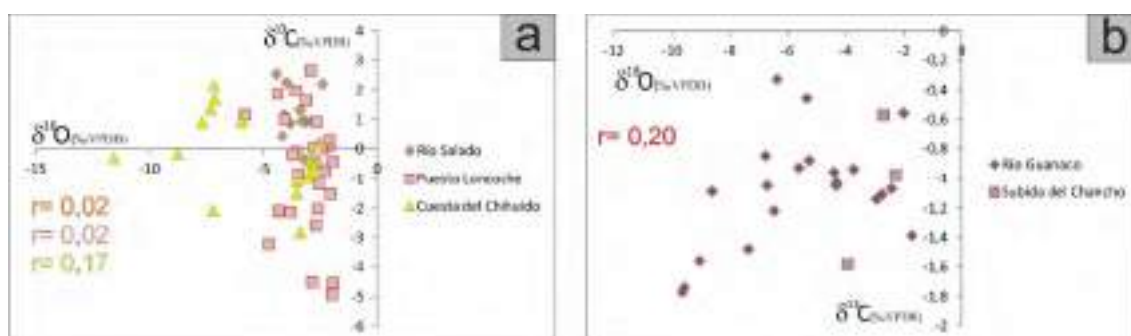 a
δ¹³C(‰VPDB)
4
3
2
1
0
-1
-2
-3
-4
-5
-6
δ¹⁸O(‰VPDB)
-15
-10
-5
Río Salado
Puesto Loncoche
Cuesta del Chihuido
r= 0,02
r= 0,02
r= 0,17
b
-12
-10
-8
-6
-4
-2
0
δ¹⁸O(‰VPDB)
r= 0,20
-0,2
-0,4
-0,6
-0,8
-1
-1,2
-1,4
-1,6
-1,8
-2
Río Guanaco
Subida del Chancho
δ¹³C(‰VPDB)